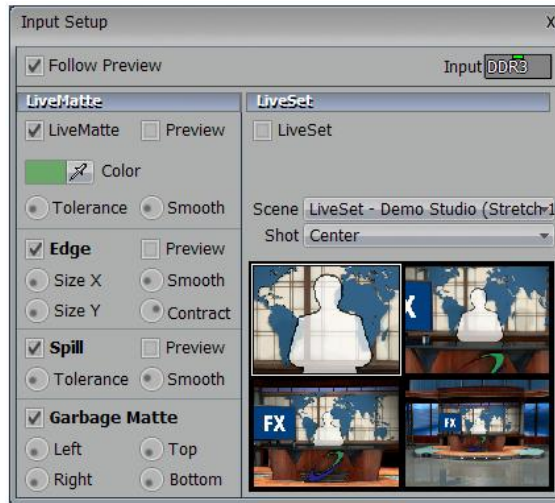 Input Setup X
Follow Preview Input DDR3
LiveMatte
LiveMatte Preview
Color
Tolerance Smooth
Edge Preview
Size X Smooth
Size Y Contract
Spill Preview
Tolerance Smooth
Garbage Matte
Left Top
Right Bottom
LiveSet
LiveSet
Scene LiveSet - Demo Studio (Stretch-1
Shot Center
X
FX
FX